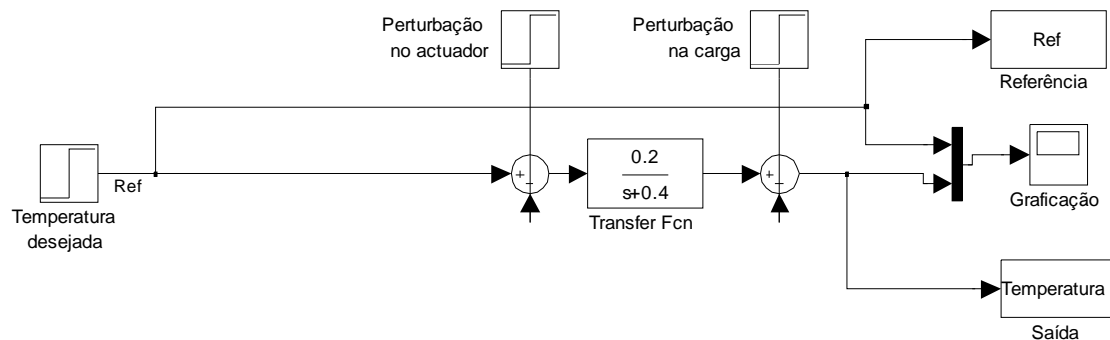 Perturbação
no actuador
Perturbação
na carga
Ref
Referência
Ref
Temperatura
desejada
+
-
0.2
s+0.4
Transfer Fcn
+
-
Graficação
Temperatura
Saída